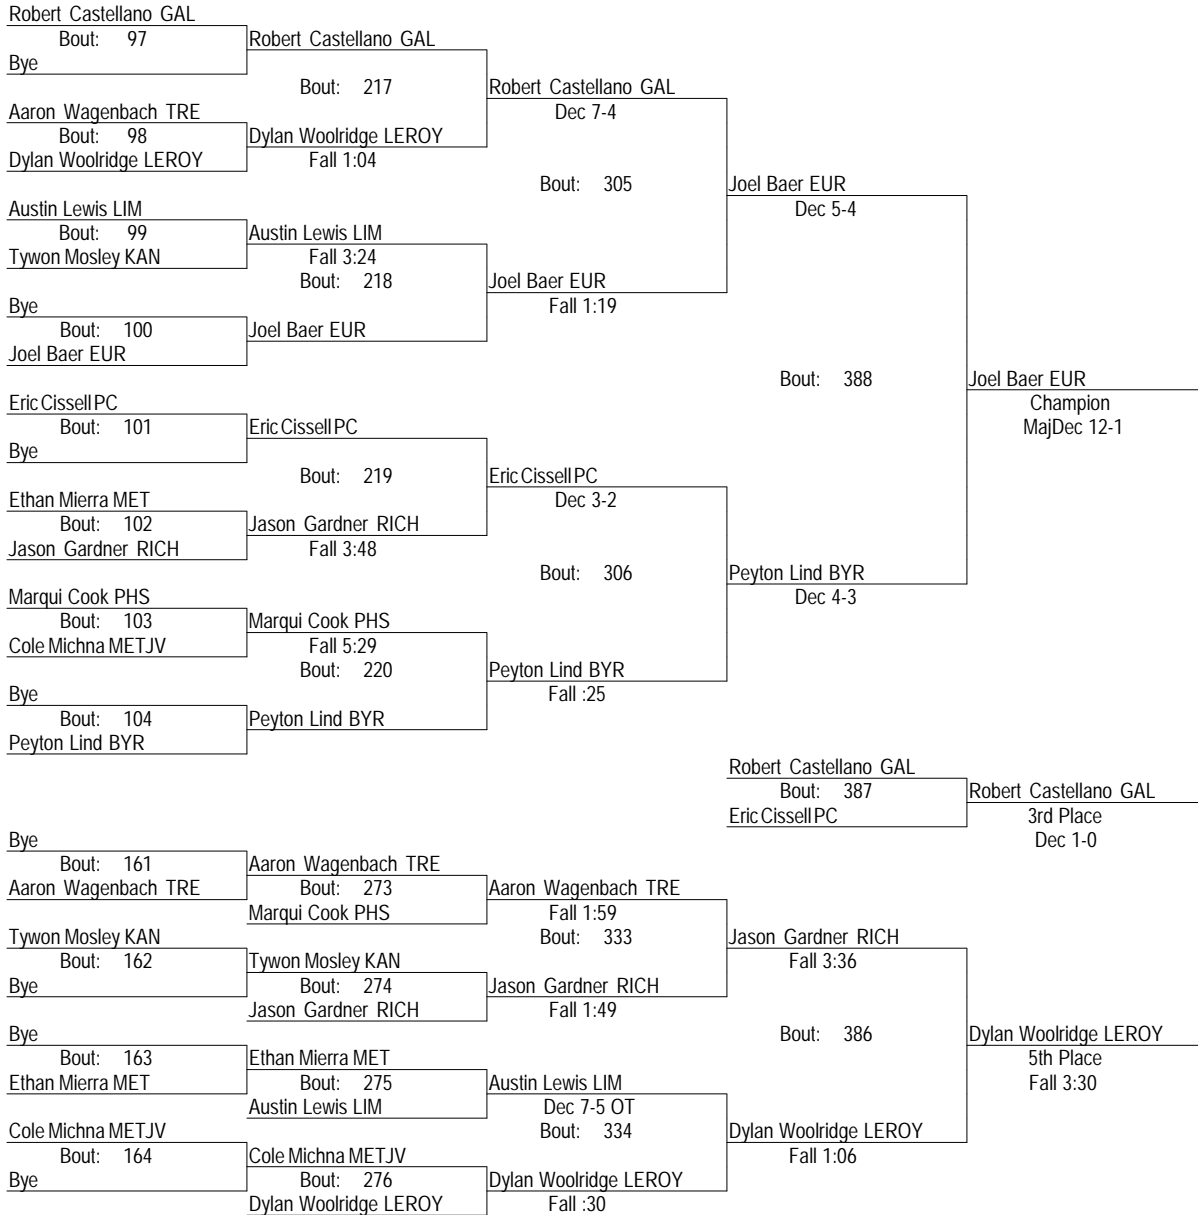 Robert Castellano GAL
Bout: 97
Robert Castellano GAL
Bye
Bout: 217
Robert Castellano GAL
Aaron Wagenbach TRE
Dec 7-4
Bout: 98
Dylan Woolridge LEROY
Dylan Woolridge LEROY
Fall 1:04
Bout: 305
Joel Baer EUR
Austin Lewis LIM
Dec 5-4
Bout: 99
Austin Lewis LIM
Tywon Mosley KAN
Fall 3:24
Bout: 218
Joel Baer EUR
Bye
Fall 1:19
Bout: 100
Joel Baer EUR
Joel Baer EUR
Bout: 388
Joel Baer EUR
Eric Cissell PC
Champion
Bout: 101
Eric Cissell PC
MajDec 12-1
Bye
Bout: 219
Eric Cissell PC
Ethan Mierra MET
Dec 3-2
Bout: 102
Jason Gardner RICH
Jason Gardner RICH
Fall 3:48
Bout: 306
Peyton Lind BYR
Marqui Cook PHS
Dec 4-3
Bout: 103
Marqui Cook PHS
Cole Michna METJV
Fall 5:29
Bout: 220
Peyton Lind BYR
Bye
Fall :25
Bout: 104
Peyton Lind BYR
Peyton Lind BYR
Robert Castellano GAL
Bout: 387
Robert Castellano GAL
Eric Cissell PC
3rd Place
Dec 1-0
Bye
Bout: 161
Aaron Wagenbach TRE
Aaron Wagenbach TRE
Bout: 273
Aaron Wagenbach TRE
Marqui Cook PHS
Fall 1:59
Tywon Mosley KAN
Bout: 333
Jason Gardner RICH
Bout: 162
Tywon Mosley KAN
Fall 3:36
Bye
Bout: 274
Jason Gardner RICH
Jason Gardner RICH
Fall 1:49
Bye
Bout: 386
Dylan Woolridge LEROY
Bout: 163
Ethan Mierra MET
5th Place
Ethan Mierra MET
Bout: 275
Austin Lewis LIM
Fall 3:30
Austin Lewis LIM
Dec 7-5 OT
Cole Michna METJV
Bout: 334
Dylan Woolridge LEROY
Bout: 164
Cole Michna METJV
Fall 1:06
Bye
Bout: 276
Dylan Woolridge LEROY
Dylan Woolridge LEROY
Fall :30